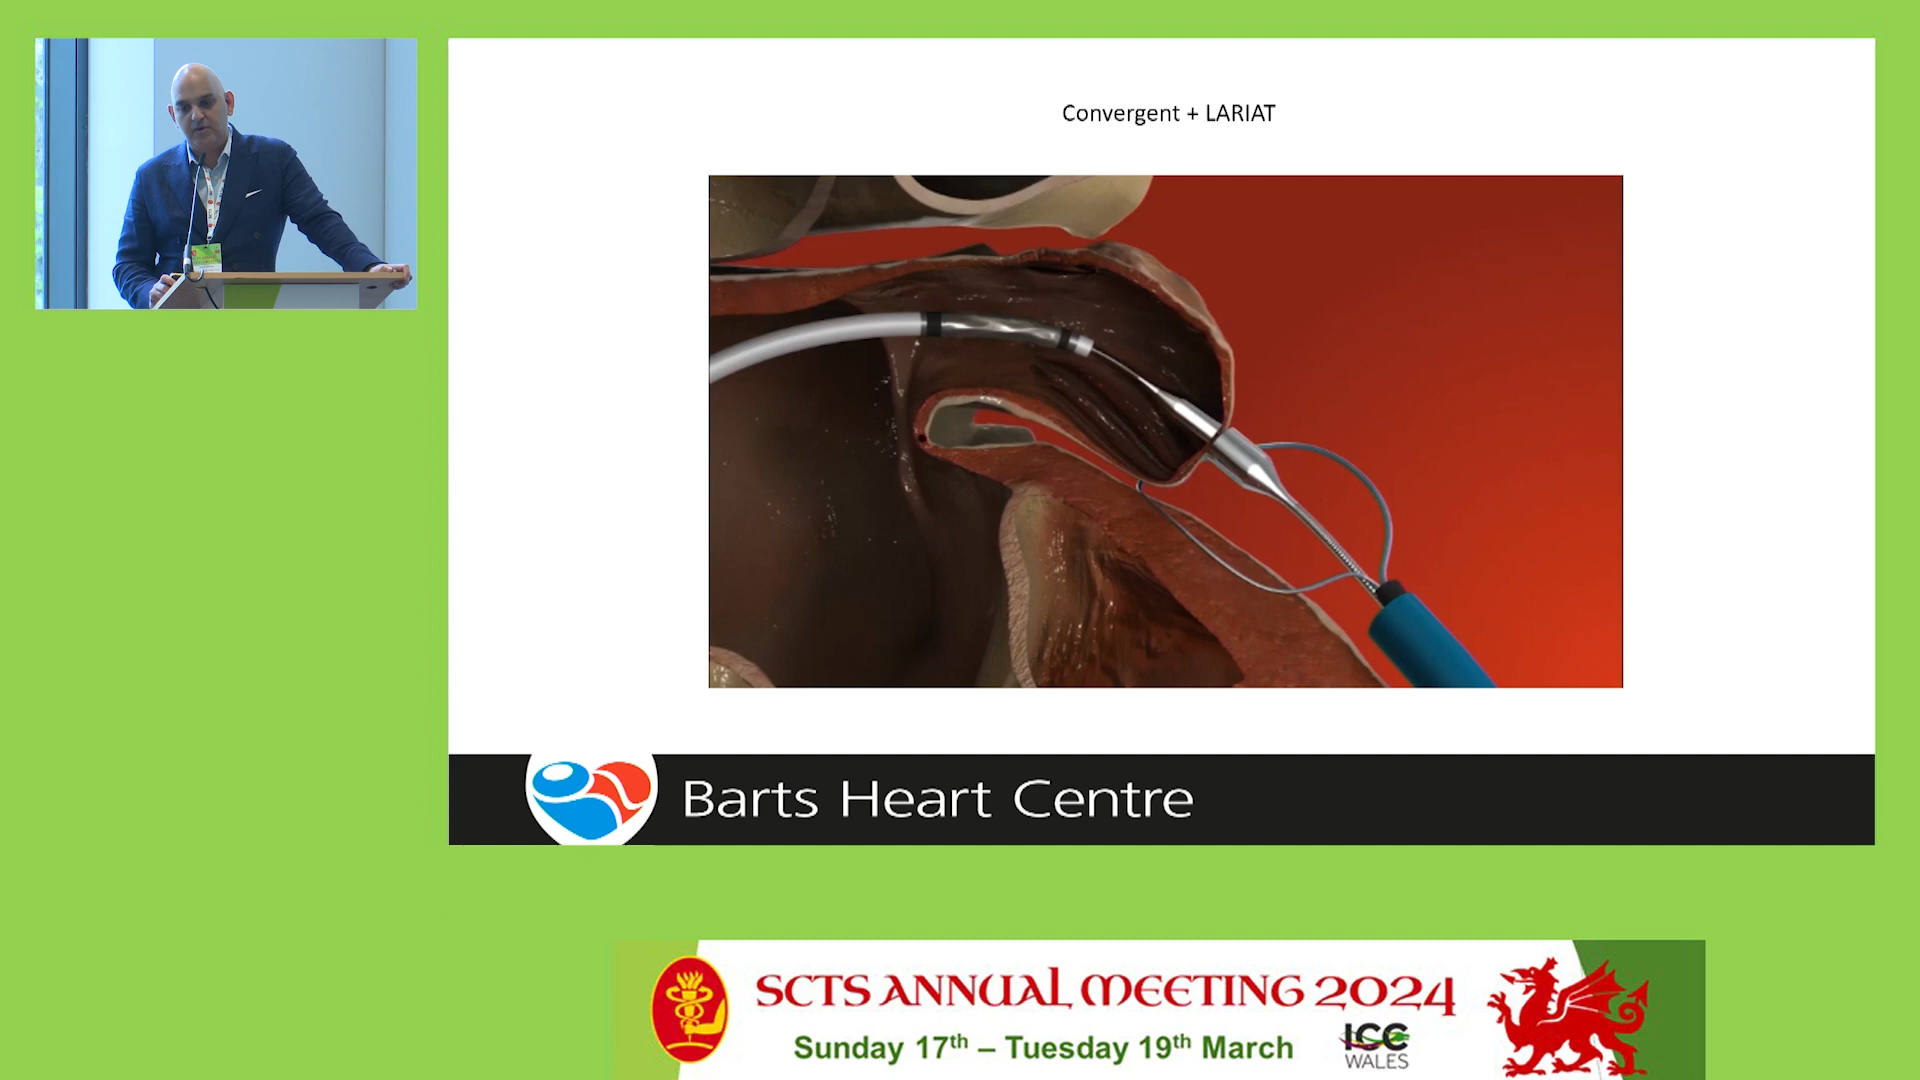 Convergent + LARIAT
Barts Heart Centre
SCTS ANNUAL MEETING 2024
Sunday 17th – Tuesday 19th March
ICC
WALES